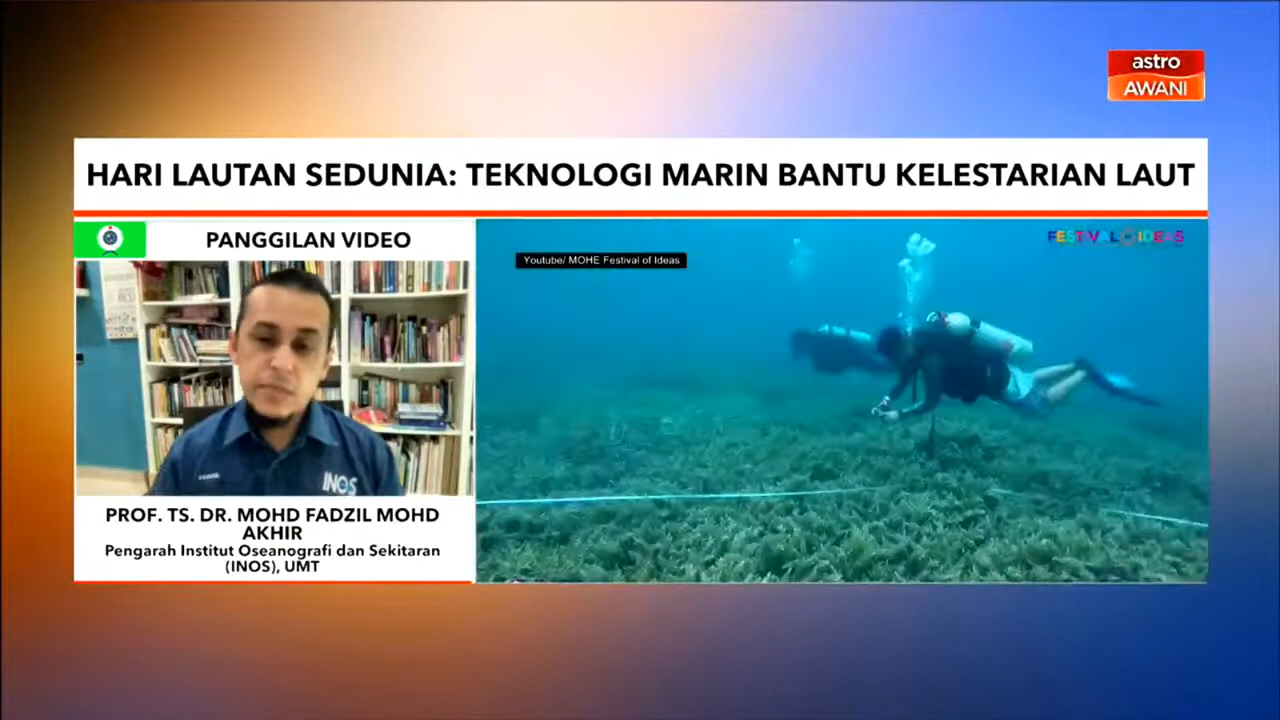 astro
AWANI
HARI LAUTAN SEDUNIA: TEKNOLOGI MARIN BANTU KELESTARIAN LAUT
PANGGILAN VIDEO
Youtube/ MOHE Festival of Ideas
FESTIVAL OF IDEAS
INOS
PROF. TS. DR. MOHD FADZIL MOHD
AKHIR
Pengarah Institut Oseanografi dan Sekitaran
(INOS), UMT